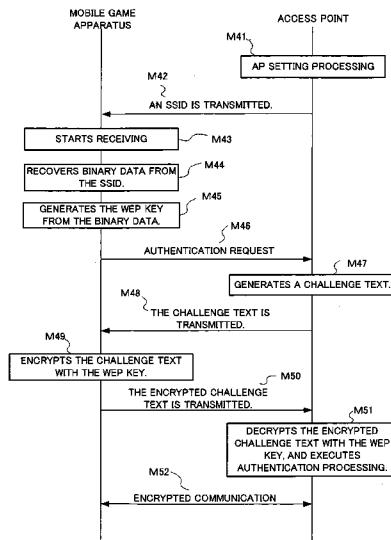 MOBILE GAME
APPARATUS
ACCESS POINT
M41
AP SETTING PROCESSING
M42
AN SSID IS TRANSMITTED.
STARTS RECEIVING
M43
RECOVERS BINARY DATA FROM
THE SSID.
M44
GENERATES THE WEP KEY
FROM THE BINARY DATA.
M45
M46
AUTHENTICATION REQUEST
M47
GENERATES A CHALLENGE TEXT.
M48
THE CHALLENGE TEXT IS
TRANSMITTED.
M49
ENCRYPTS THE CHALLENGE TEXT
WITH THE WEP KEY.
M50
THE ENCRYPTED CHALLENGE
TEXT IS TRANSMITTED.
M51
DECRYPTS THE ENCRYPTED
CHALLENGE TEXT WITH THE WEP
KEY, AND EXECUTES
AUTHENTICATION PROCESSING.
M52
ENCRYPTED COMMUNICATION